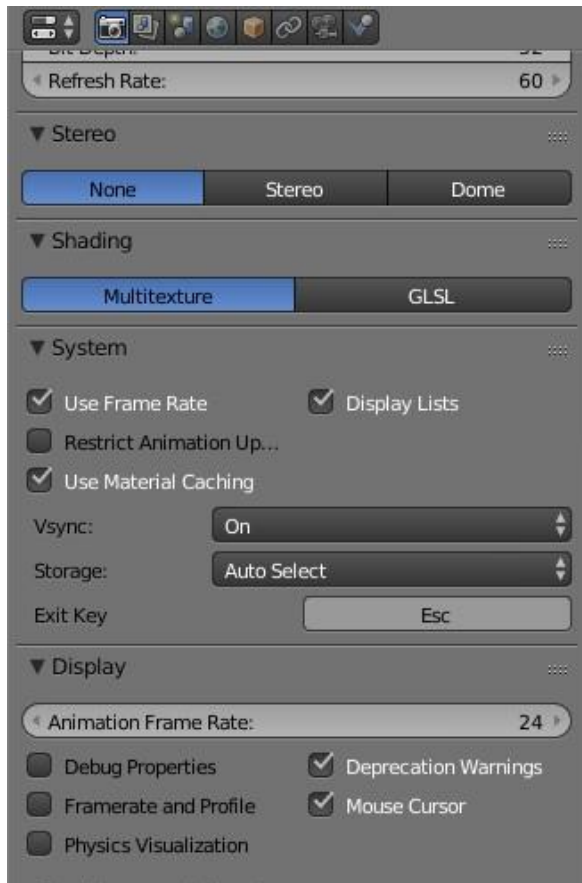 Refresh Rate: 60
Stereo
None Stereo Dome
Shading
Multitexture GLSL
System
Use Frame Rate Display Lists
Restrict Animation Up...
Use Material Caching
Vsync: On
Storage: Auto Select
Exit Key Esc
Display
Animation Frame Rate: 24
Debug Properties Deprecation Warnings
Framerate and Profile Mouse Cursor
Physics Visualization